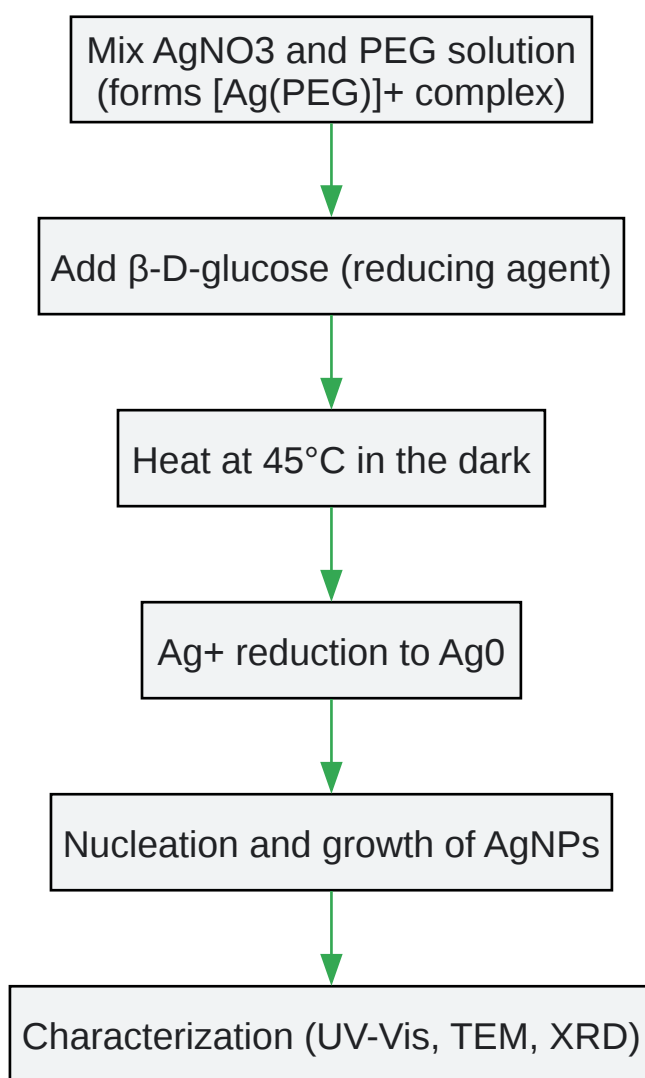 Mix AgNO3 and PEG solution
(forms [Ag(PEG)]+ complex)
Add β-D-glucose (reducing agent)
Heat at 45°C in the dark
Ag+ reduction to Ag0
Nucleation and growth of AgNPs
Characterization (UV-Vis, TEM, XRD)